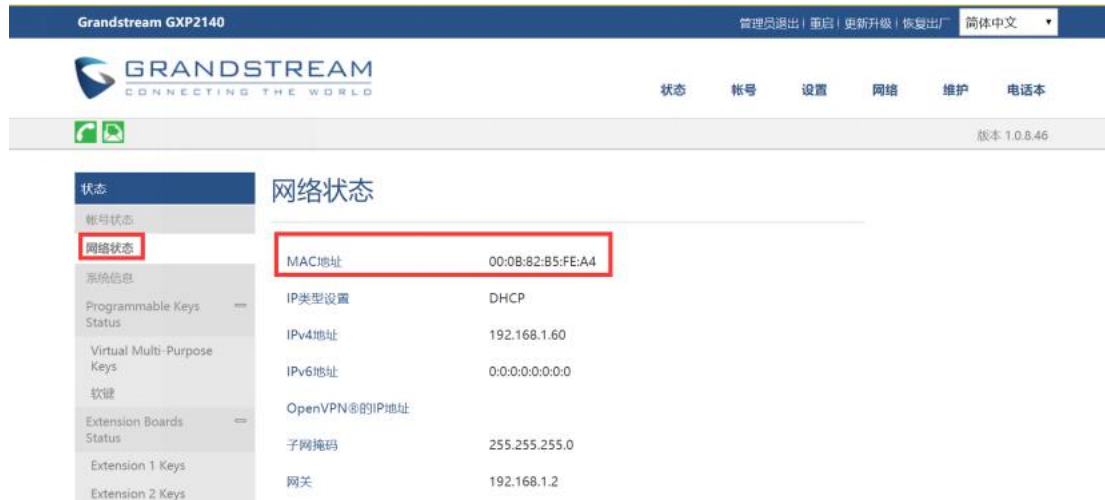 Grandstream GXP2140
管理员退出 | 重启 | 更新升级 | 恢复出厂
简体中文
GRANDSTREAM
CONNECTING THE WORLD
状态 帐号 设置 网络 维护 电话本
版本 1.0.8.46
状态
帐号状态
网络状态
系统信息
Programmable Keys
Status
Virtual Multi-Purpose
Keys
软键
Extension Boards
Status
Extension 1 Keys
Extension 2 Keys
网络状态
MAC地址 00:0B:82:B5:FE:A4
IP类型设置 DHCP
IPv4地址 192.168.1.60
IPv6地址 0:0:0:0:0:0:0:0
OpenVPN®的IP地址
子网掩码 255.255.255.0
网关 192.168.1.2